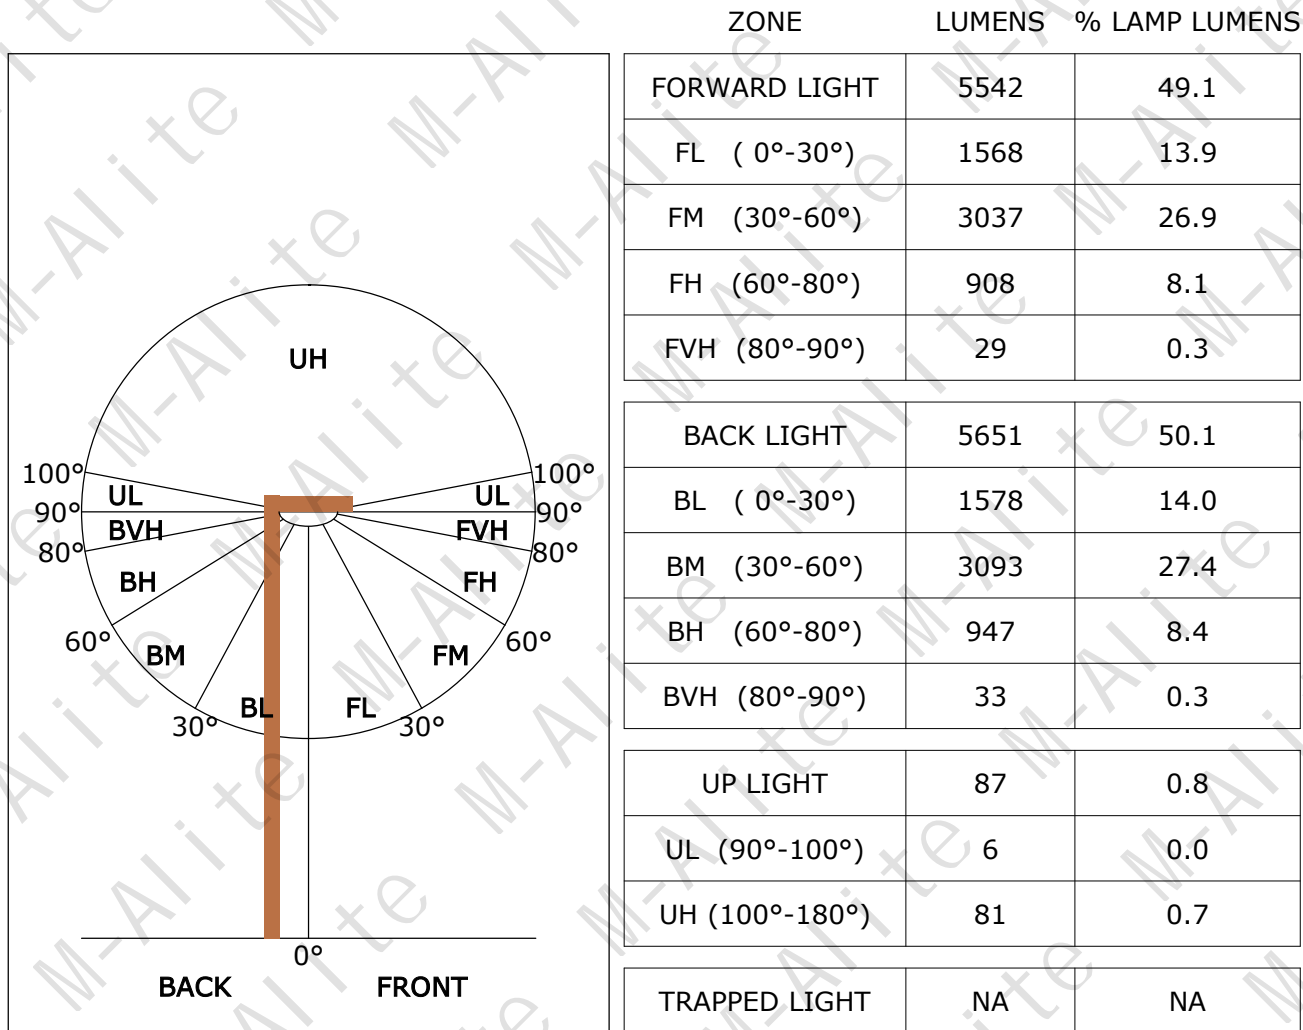 ZONE LUMENS % LAMP LUMENS
FORWARD LIGHT 5542 49.1
FL ( 0°-30°) 1568 13.9
FM (30°-60°) 3037 26.9
FH (60°-80°) 908 8.1
FVH (80°-90°) 29 0.3
BACK LIGHT 5651 50.1
BL ( 0°-30°) 1578 14.0
BM (30°-60°) 3093 27.4
BH (60°-80°) 947 8.4
BVH (80°-90°) 33 0.3
UP LIGHT 87 0.8
UL (90°-100°) 6 0.0
UH (100°-180°) 81 0.7
TRAPPED LIGHT NA NA
UH
100° 100°
UL UL
90° 90°
BVH FVH
80° 80°
BH FH
60° 60°
BM FM
BL FL
30° 30°
0°
BACK FRONT
M-Alite